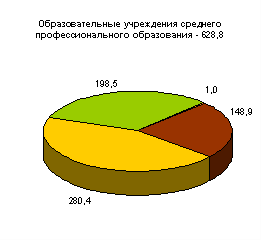 Образовательные учреждения среднего
профессионального образования - 628,8
198,5
1,0
148,9
280,4